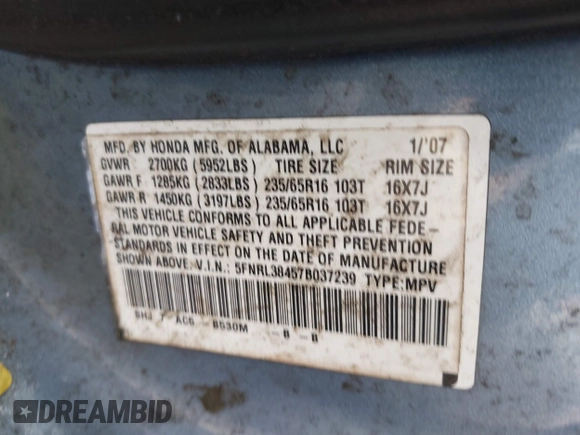 MFD. BY HONDA MFG. OF ALABAMA, LLC 1/'07
GVWR 2700KG (5952LBS) TIRE SIZE RIM SIZE
GAWR F 1285KG (2833LBS) 235/65R16 103T 16X7J
GAWR R 1450KG (3197LBS) 235/65R16 103T 16X7J
THIS VEHICLE CONFORMS TO ALL APPLICABLE FEDE-
RAL MOTOR VEHICLE SAFETY AND THEFT PREVENTION
STANDARDS IN EFFECT ON THE DATE OF MANUFACTURE
SHOWN ABOVE. V.I.N.: 5FNRL38457B037239 TYPE:MPV
SHJ AC6 B530M -B -B
DREAMBID